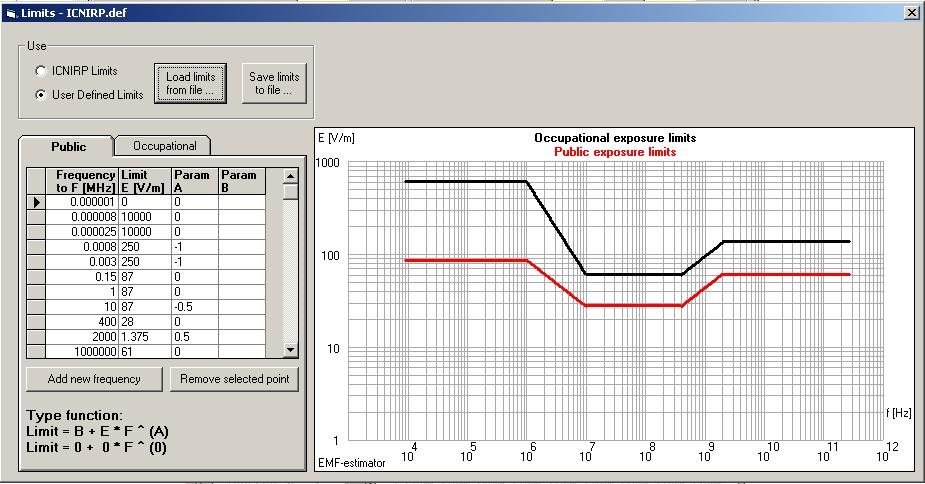 Limits - ICNIRP.def
Use
ICNIRP Limits
User Defined Limits
Load limits
from file ...
Save limits
to file ...
Public
Occupational
Frequency to F [MHz] Limit E [V/m] Param A Param B
0.000001 0 0
0.000008 10000 0
0.000025 10000 0
0.0008 250 -1
0.003 250 -1
0.15 87 0
1 87 0
10 87 -0.5
400 28 0
2000 1.375 0.5
1000000 61 0
Add new frequency
Remove selected point
Type function:
Limit = B + E * F ^ (A)
Limit = 0 + 0 * F ^ (0)
E [V/m]
Occupational exposure limits
Public exposure limits
1000
100
10
1
f [Hz]
10^4 10^5 10^6 10^7 10^8 10^9 10^10 10^11 10^12
EMF-estimator